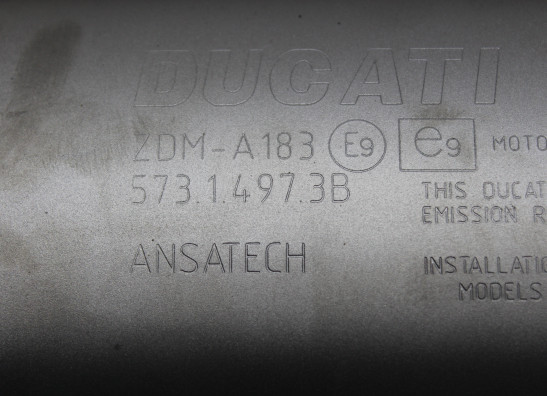 DUCATI
ZDM-A183 E9 e9 MOTO
573.1.497.3B
THIS DUCAT
EMISSION R
ANSATECH
INSTALLATIO
MODELS